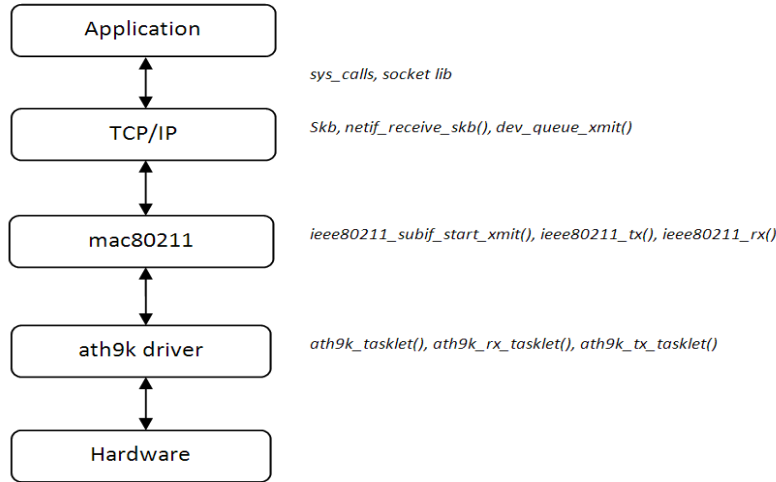 Application
sys_calls, socket lib
TCP/IP
Skb, netif_receive_skb(), dev_queue_xmit()
mac80211
ieee80211_subif_start_xmit(), ieee80211_tx(), ieee80211_rx()
ath9k driver
ath9k_tasklet(), ath9k_rx_tasklet(), ath9k_tx_tasklet()
Hardware